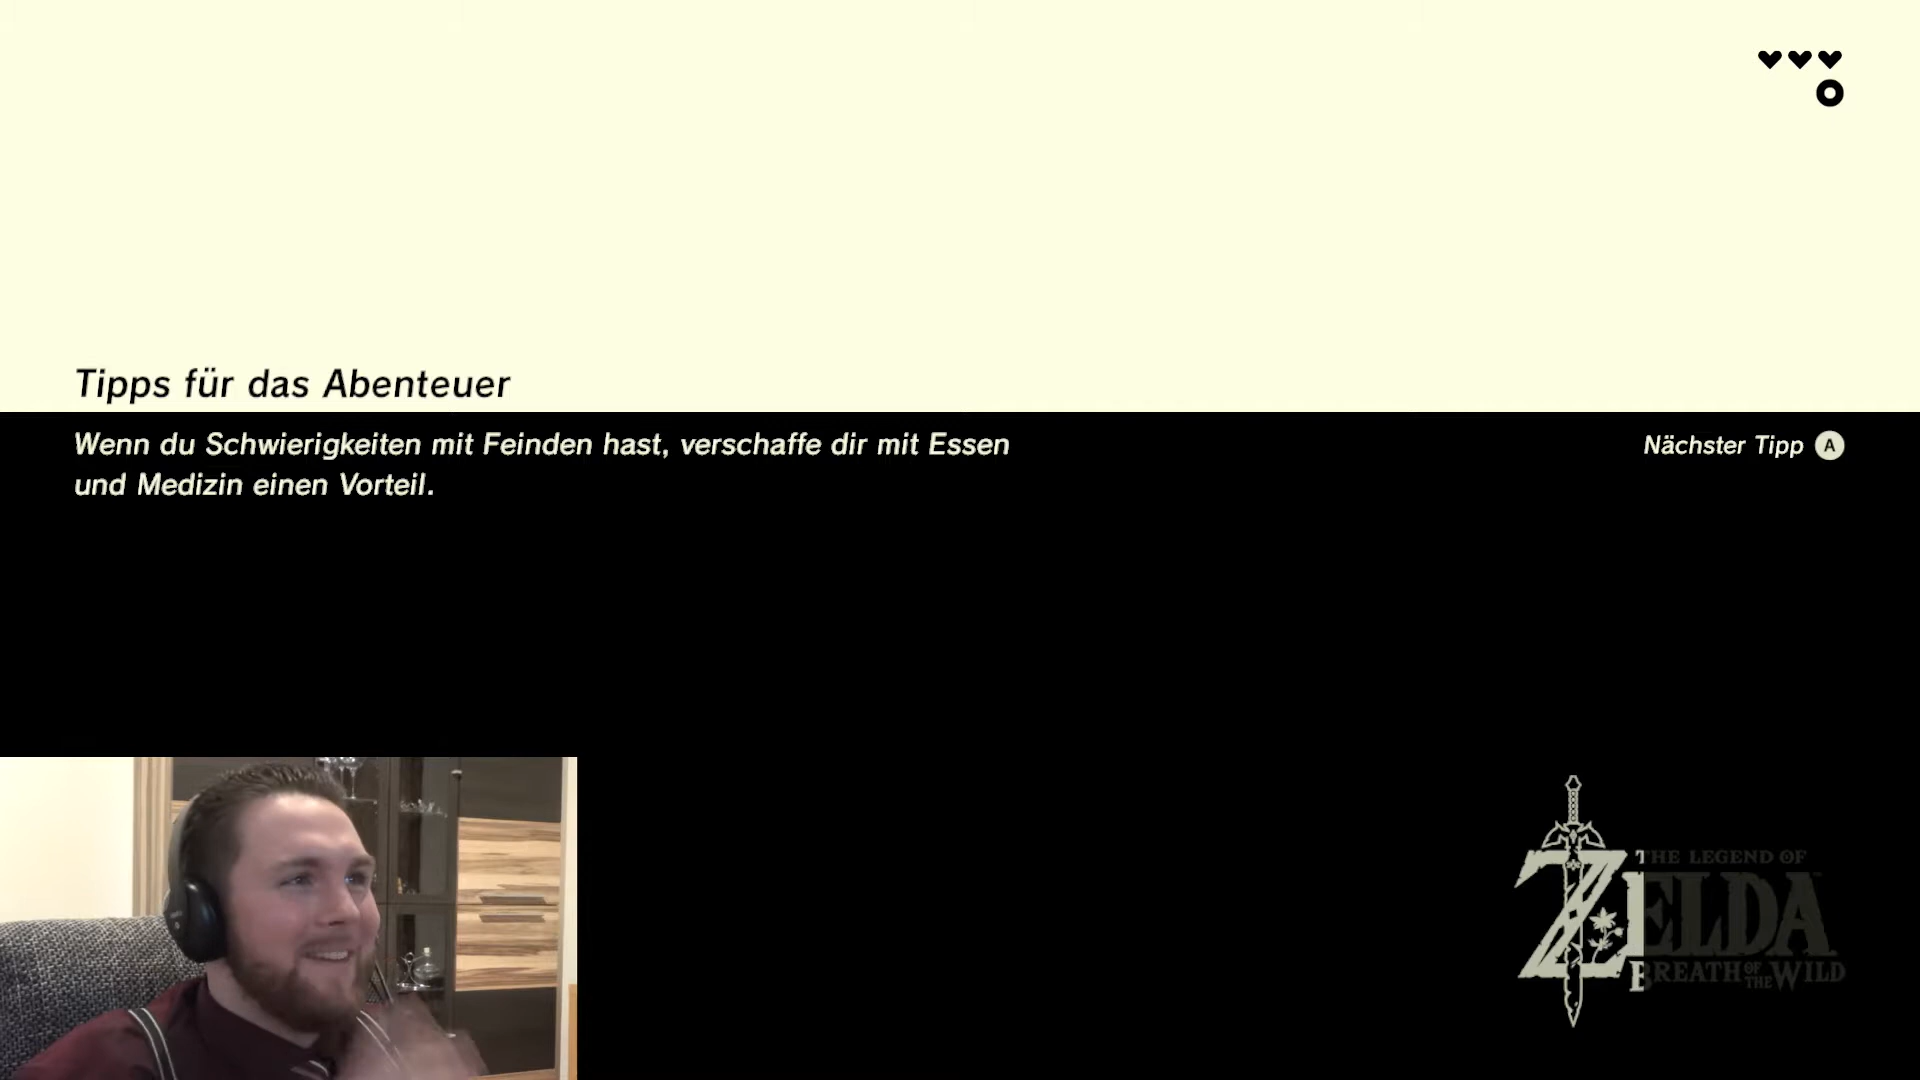 Tipps für das Abenteuer
Wenn du Schwierigkeiten mit Feinden hast, verschaffe dir mit Essen
und Medizin einen Vorteil.
Nächster Tipp A
THE LEGEND OF
ZELDA
BREATH OF THE WILD